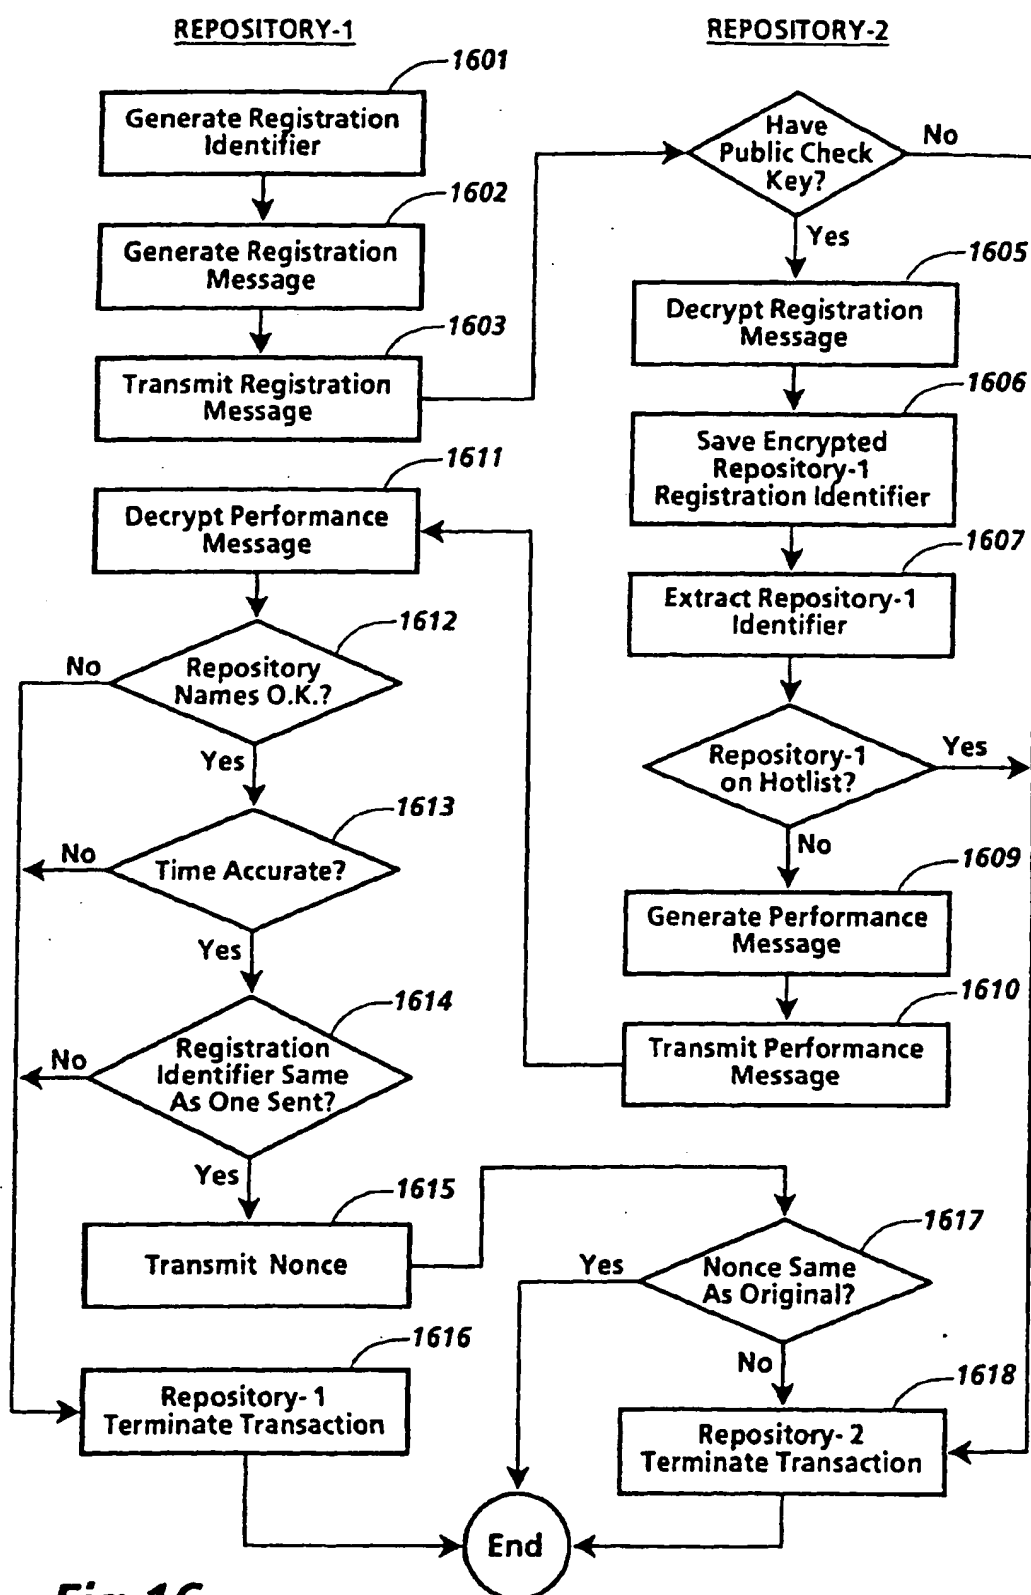 REPOSITORY-1
1601
Generate Registration
Identifier
1602
Generate Registration
Message
1603
Transmit Registration
Message
1611
Decrypt Performance
Message
1612
Repository
Names O.K.?
No
Yes
1613
Time Accurate?
No
Yes
1614
Registration
Identifier Same
As One Sent?
No
Yes
1615
Transmit Nonce
1616
Repository- 1
Terminate Transaction
REPOSITORY-2
Have
Public Check
Key?
No
Yes
1605
Decrypt Registration
Message
1606
Save Encrypted
Repository-1
Registration Identifier
1607
Extract Repository-1
Identifier
Repository-1
on Hotlist?
Yes
No
1609
Generate Performance
Message
1610
Transmit Performance
Message
1617
Nonce Same
As Original?
Yes
No
1618
Repository- 2
Terminate Transaction
End